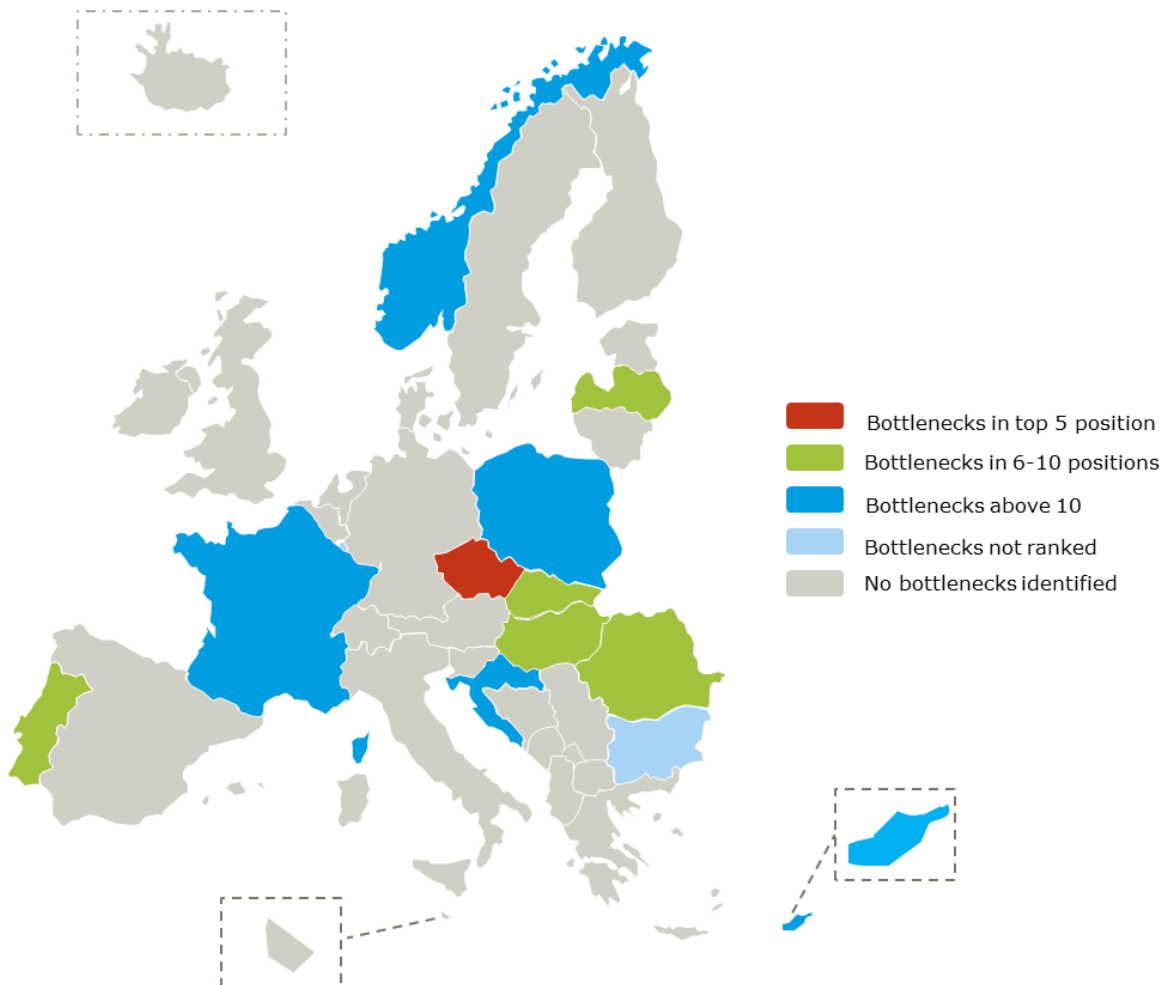 Bottlenecks in top 5 position
Bottlenecks in 6-10 positions
Bottlenecks above 10
Bottlenecks not ranked
No bottlenecks identified